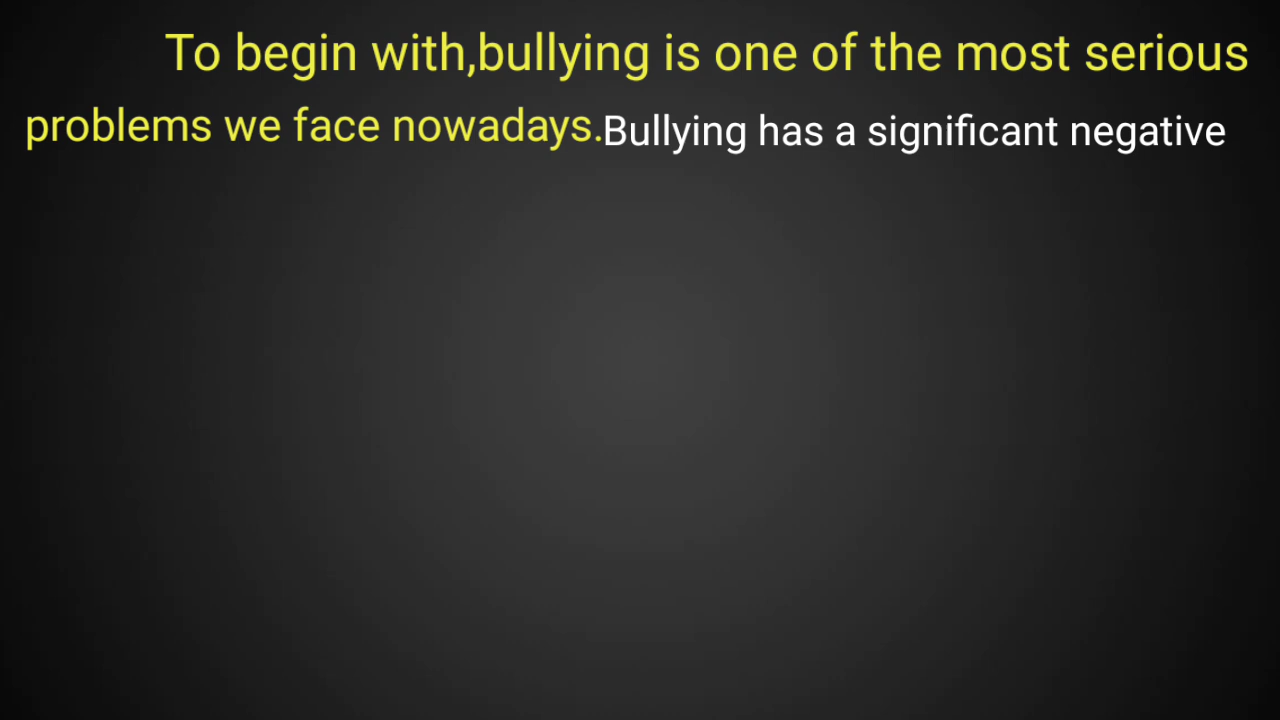 To begin with,bullying is one of the most serious
problems we face nowadays.Bullying has a significant negative